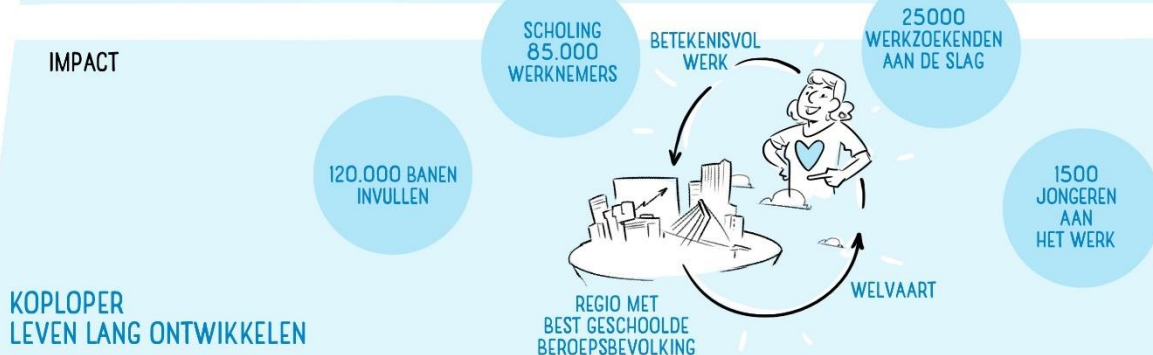 IMPACT
SCHOLING
85.000
WERKNEMERS
BETEKENISVOL
WERK
25000
WERKZOEKENDEN
AAN DE SLAG
120.000 BANEN
INVULLEN
1500
JONGEREN
AAN
HET WERK
WELVAART
REGIO MET
BEST GESCHOOLDE
BEROEPSBEVOLKING
KOPLOPER
LEVEN LANG ONTWIKKELEN